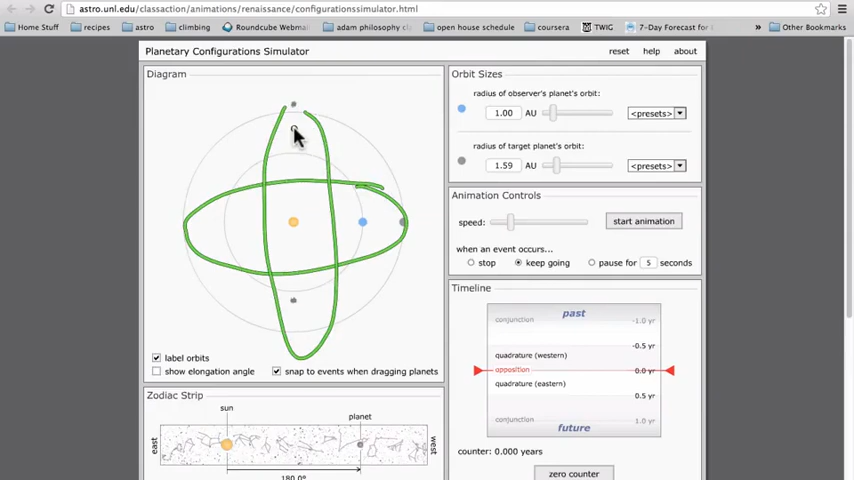 astro.unl.edu/classaction/animations/renaissance/configurationssimulator.html
Home Stuff recipes astro climbing Roundcube Webma adam philosophy cl open house schedule coursera TWIG 7-Day Forecast for » Other Bookmarks
Planetary Configurations Simulator reset help about
Diagram
label orbits
show elongation angle snap to events when dragging planets
Zodiac Strip
sun
planet
east
west
180.0°
Orbit Sizes
radius of observer's planet's orbit:
1.00 AU <presets>
radius of target planet's orbit:
1.59 AU <presets>
Animation Controls
speed: start animation
when an event occurs...
stop keep going pause for 5 seconds
Timeline
past
conjunction -1.0 yr
-0.5 yr
quadrature (western)
opposition 0.0 yr
quadrature (eastern)
0.5 yr
conjunction 1.0 yr
future
counter: 0.000 years
zero counter